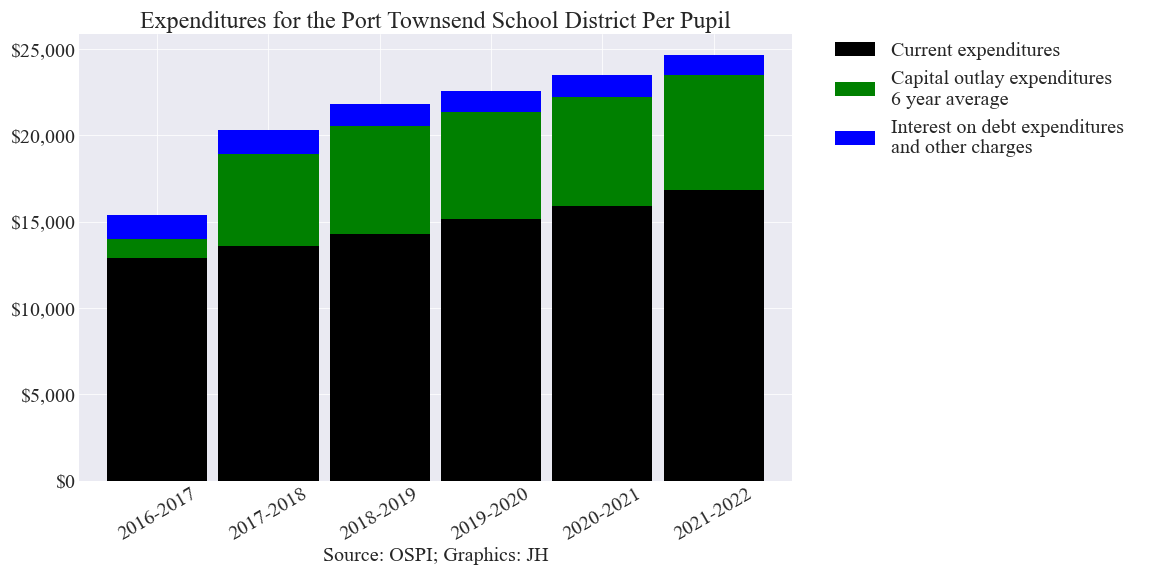 Expenditures for the Port Townsend School District Per Pupil
$25,000
$20,000
$15,000
$10,000
$5,000
$0
2016-2017
2017-2018
2018-2019
2019-2020
2020-2021
2021-2022
Source: OSPI; Graphics: JH
Current expenditures
Capital outlay expenditures
6 year average
Interest on debt expenditures
and other charges